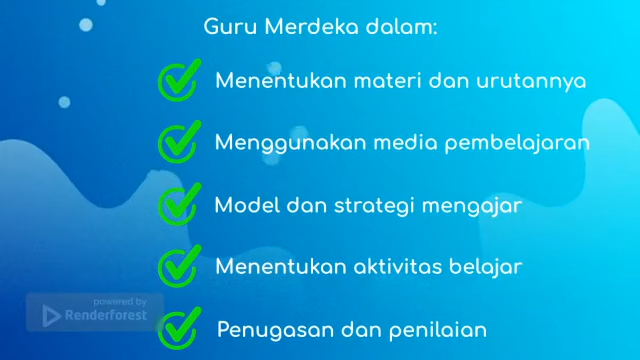 Guru Merdeka dalam:
Menentukan materi dan urutannya
Menggunakan media pembelajaran
Model dan strategi mengajar
Menentukan aktivitas belajar
Penugasan dan penilaian
powered by
Renderforest